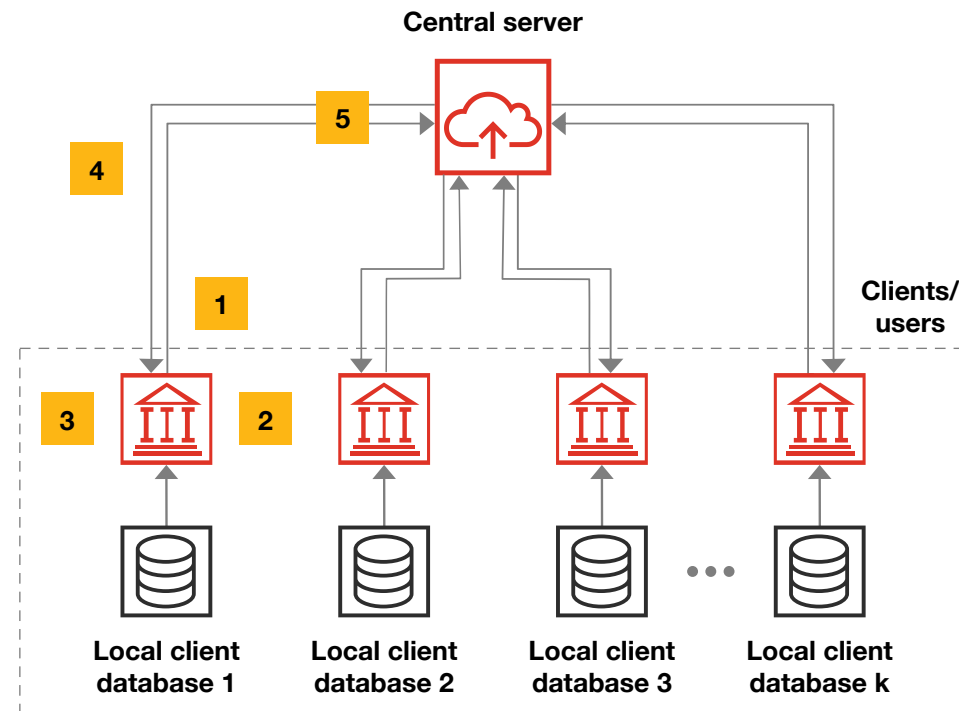 Central server
5
4
1
Clients/
users
3
2
Local client
database 1
Local client
database 2
Local client
database 3
Local client
database k